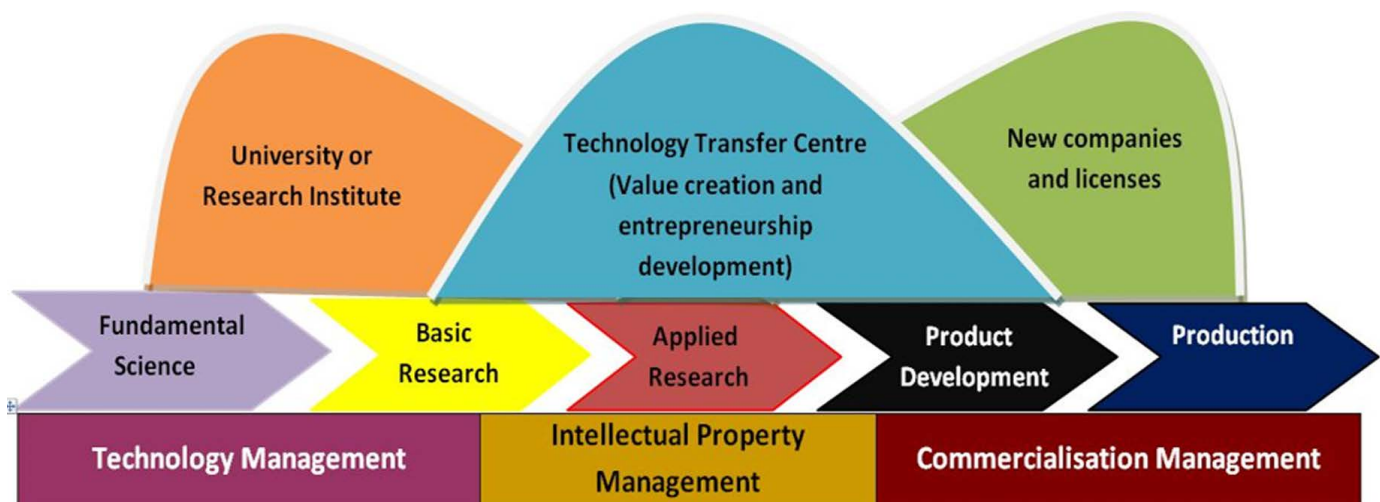 University or
Research Institute
Technology Transfer Centre
(Value creation and
entrepreneurship
development)
New companies
and licenses
Fundamental
Science
Basic
Research
Applied
Research
Product
Development
Production
Technology Management
Intellectual Property
Management
Commercialisation Management